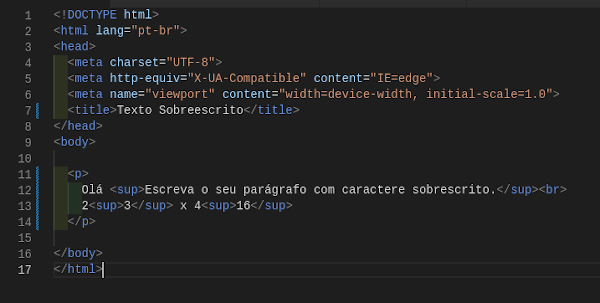 1 <!DOCTYPE html>
2 <html lang="pt-br">
3 <head>
4 <meta charset="UTF-8">
5 <meta http-equiv="X-UA-Compatible" content="IE=edge">
6 <meta name="viewport" content="width=device-width, initial-scale=1.0">
7 <title>Texto Sobreescrito</title>
8 </head>
9 <body>
10
11 <p>
12 Olá <sup>Escreva o seu parágrafo com caractere sobrescrito.</sup><br>
13 2<sup>3</sup> x 4<sup>16</sup>
14 </p>
15
16 </body>
17 </html>